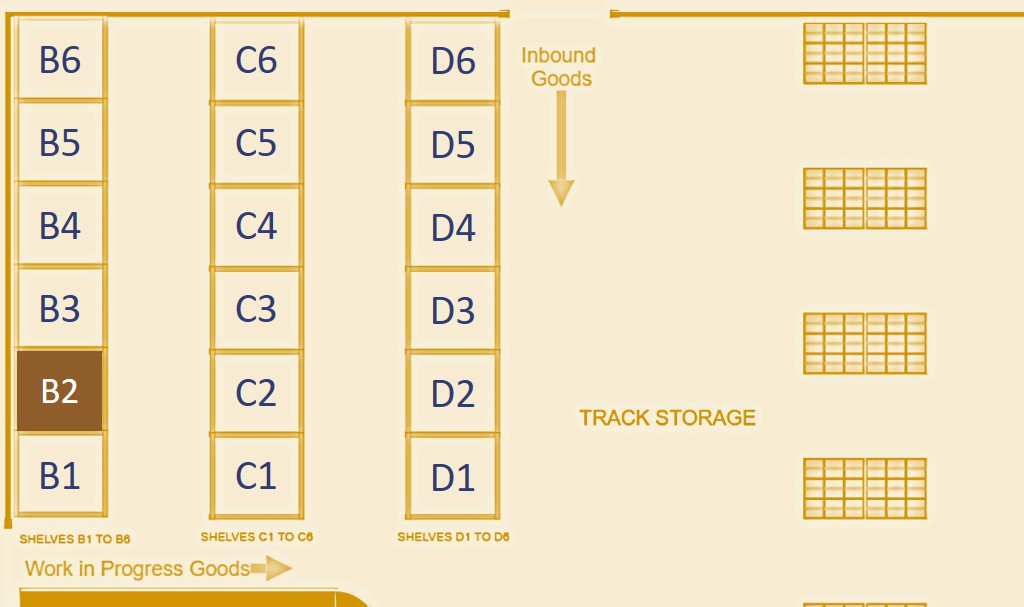 B6 C6 D6
Inbound
Goods
B5 C5 D5
B4 C4 D4
B3 C3 D3
B2 C2 D2
TRACK STORAGE
B1 C1 D1
SHELVES B1 TO B6 SHELVES C1 TO C6 SHELVES D1 TO D6
Work in Progress Goods